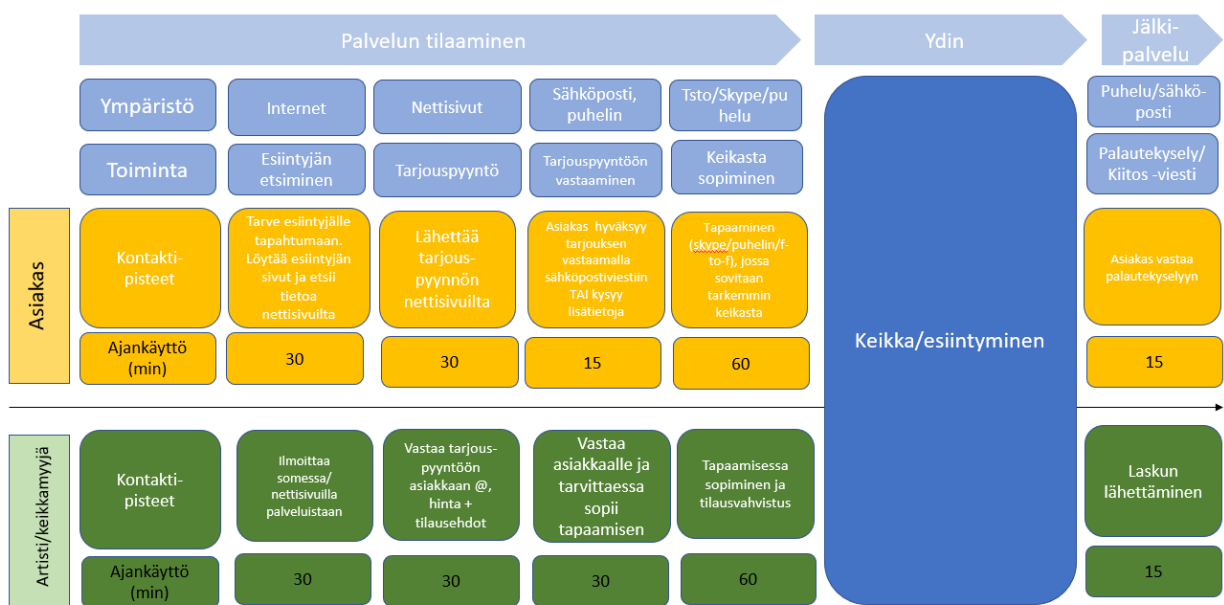 Palvelun tilaaminen
Ydin
Jälki-
palvelu
Ympäristö
Internet
Nettisivut
Sähköposti,
puhelin
Tsto/Skype/pu
helu
Puhelu/sähkö-
posti
Toiminta
Esiintyjän
etsiminen
Tarjouspyyntö
Tarjouspyyntöön
vastaaminen
Keikasta
sopiminen
Palautekysely/
Kiitos -viesti
Asiakas
Kontakti-
pisteet
Tarve esiintyjälle
tapahtumaan.
Löytää esiintyjän
sivut ja etsii
tietoa
nettisivuilta
Lähettää
tarjous-
pyynnön
nettisivuilta
Asiakas hyväksyy
tarjouksen
vastaamalla
sähköpostiviestiin
TAI kysyy
lisätietoja
Tapaaminen
(skype/puhelin/f-
to-f), jossa
sovitaan
tarkemmin
keikasta
Keikka/esiintyminen
Asiakas vastaa
palautekyselyyn
Ajankäyttö
(min)
30
30
15
60
15
Artisti/keikkamyyjä
Kontakti-
pisteet
Ilmoittaa
somessa/
nettisivuilla
palveluistaan
Vastaa tarjous-
pyyntöön
asiakkaan @,
hinta +
tilausehdot
Vastaa
asiakkaalle ja
tarvittaessa
sopii
tapaamisen
Tapaamisessa
sopiminen ja
tilausvahvistus
Laskun
lähettäminen
Ajankäyttö
(min)
30
30
30
60
15